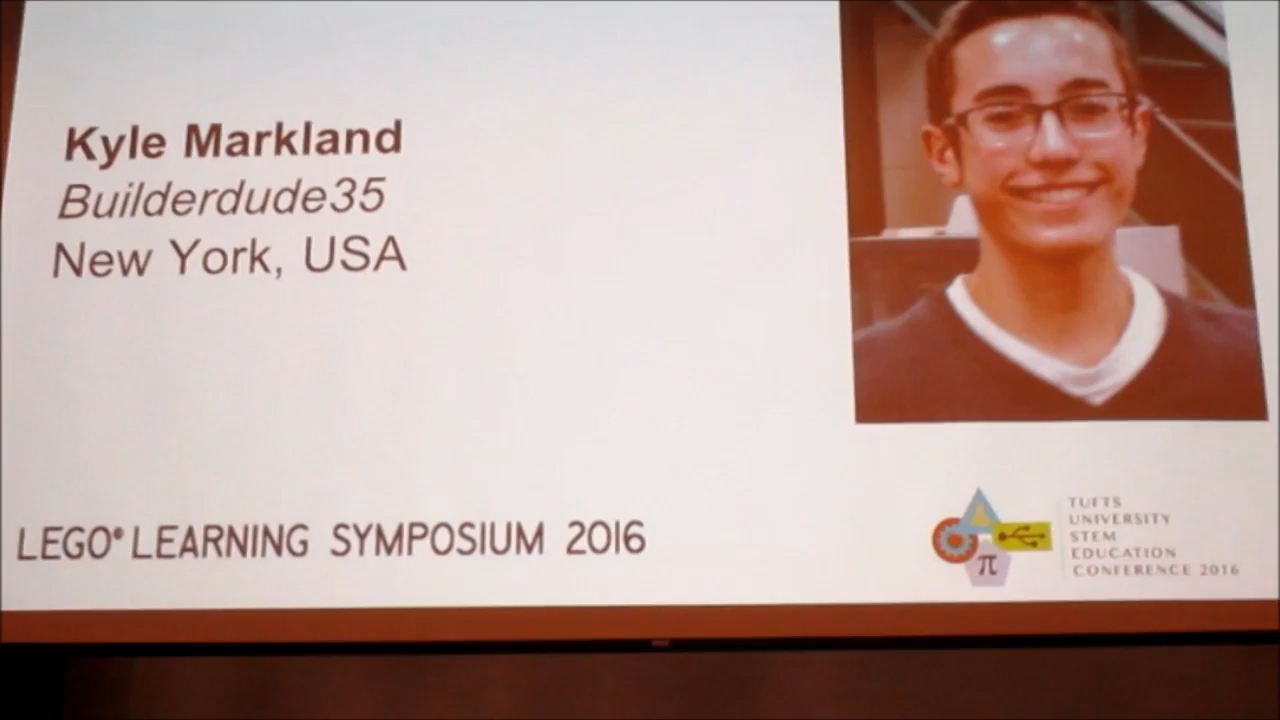 Kyle Markland
Builderdude35
New York, USA
LEGO® LEARNING SYMPOSIUM 2016
π
TUFTS
UNIVERSITY
STEM
EDUCATION
CONFERENCE 2016